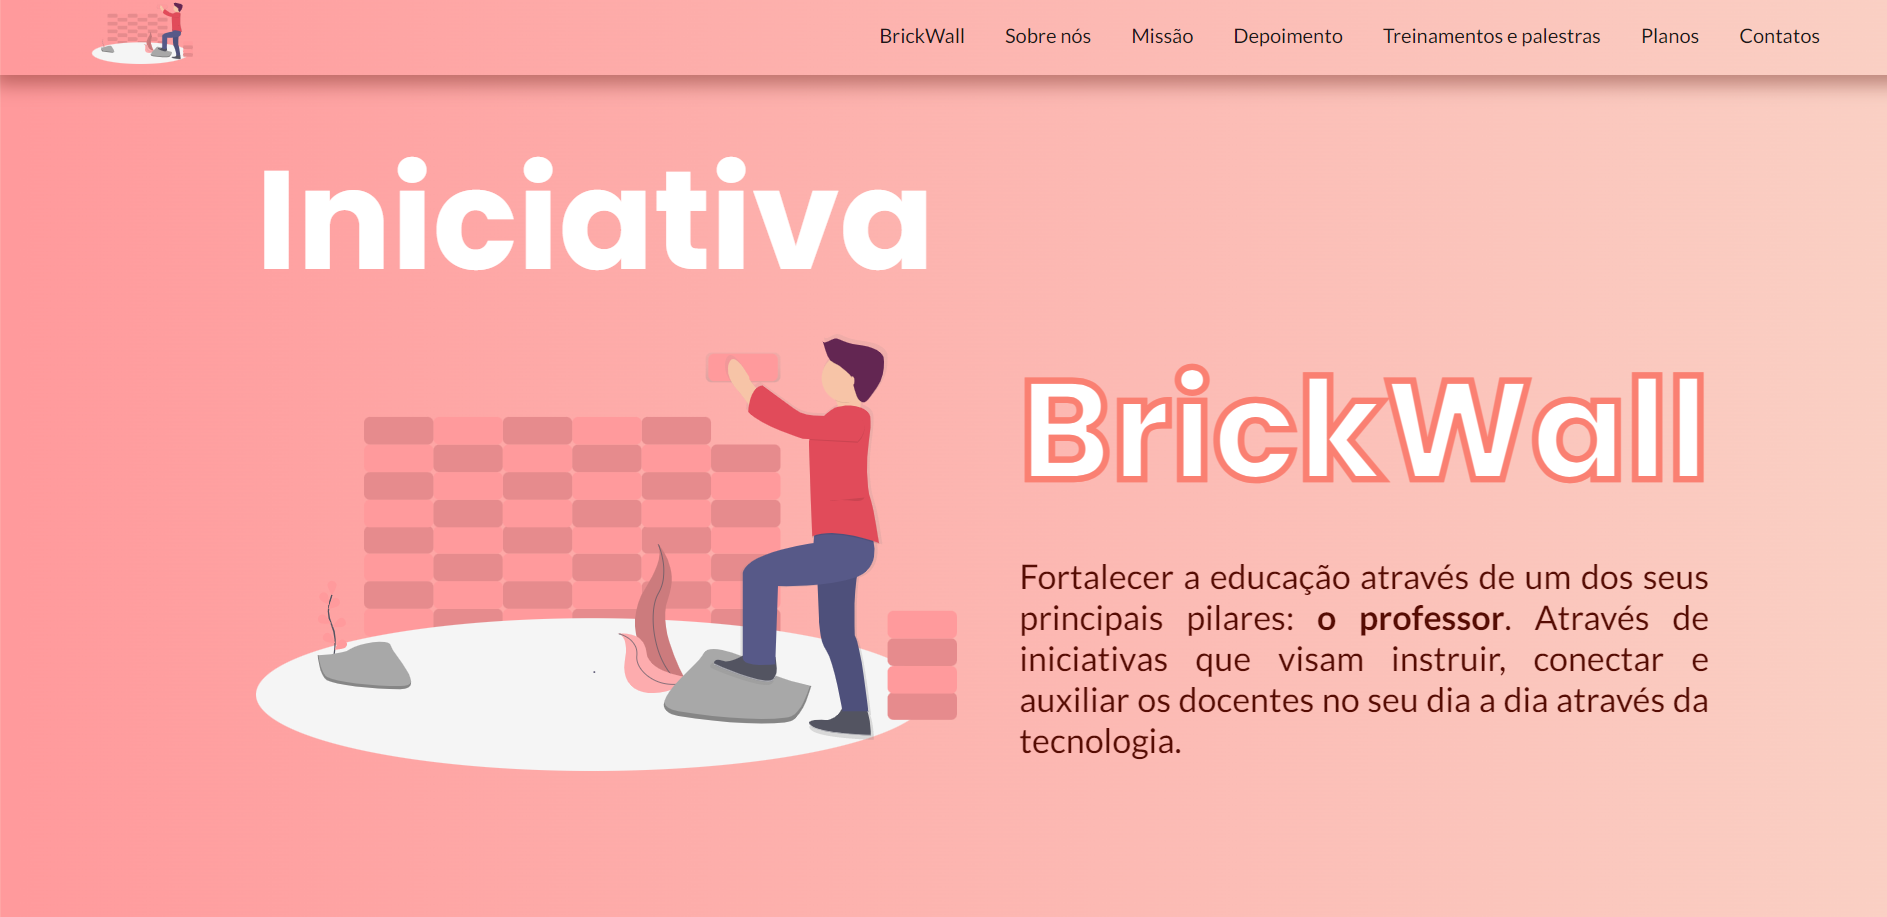 BrickWall Sobre nós Missão Depoimento Treinamentos e palestras Planos Contatos
Iniciativa
BrickWall
Fortalecer a educação através de um dos seus
principais pilares: o professor. Através de
iniciativas que visam instruir, conectar e
auxiliar os docentes no seu dia a dia através da
tecnologia.